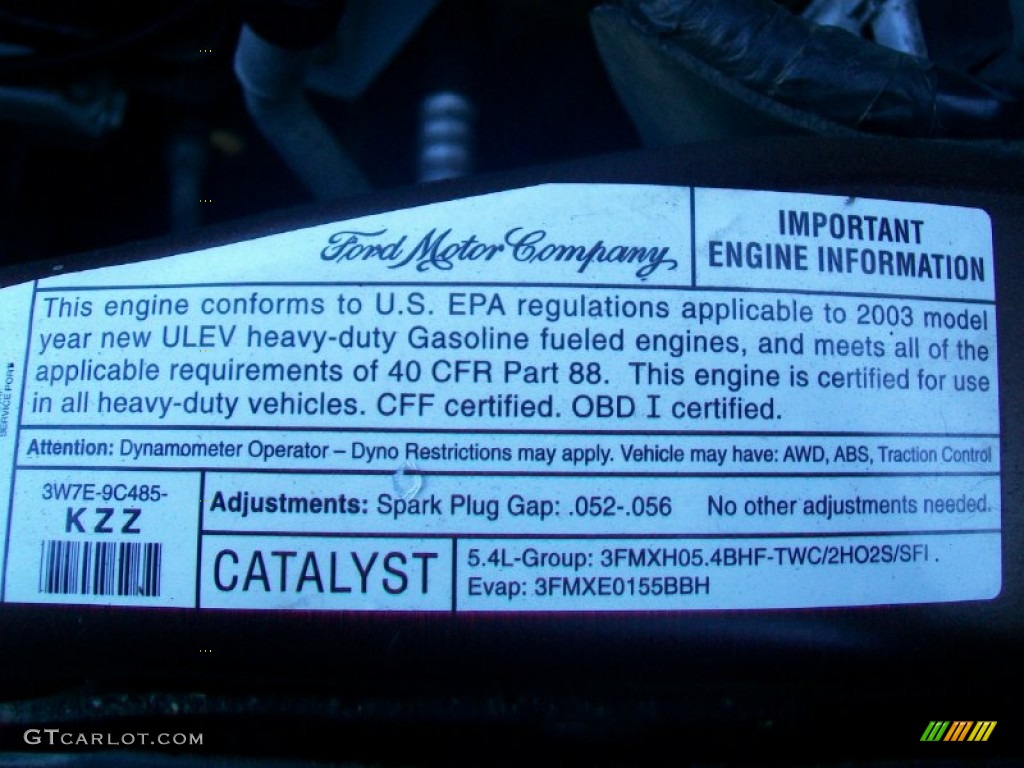 Ford Motor Company
IMPORTANT
ENGINE INFORMATION
This engine conforms to U.S. EPA regulations applicable to 2003 model
year new ULEV heavy-duty Gasoline fueled engines, and meets all of the
applicable requirements of 40 CFR Part 88. This engine is certified for use
in all heavy-duty vehicles. CFF certified. OBD I certified.
Attention: Dynamometer Operator – Dyno Restrictions may apply. Vehicle may have: AWD, ABS, Traction Control
SERVICE PORT
3W7E-9C485-
KZZ
Adjustments: Spark Plug Gap: .052-.056 No other adjustments needed.
CATALYST
5.4L-Group: 3FMXH05.4BHF-TWC/2HO2S/SFI .
Evap: 3FMXE0155BBH
GTCARLOT.COM